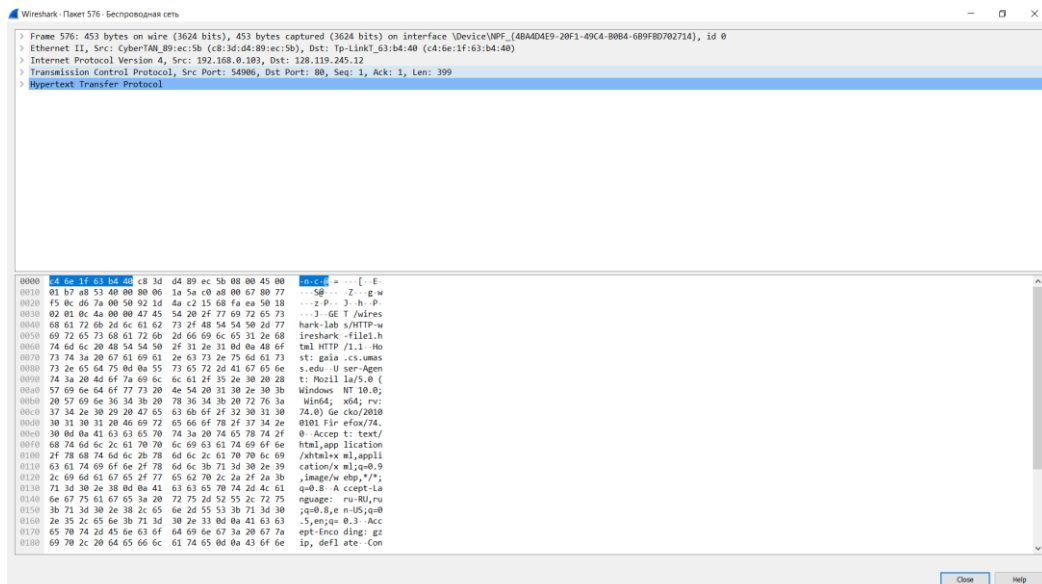 Wireshark · Пакет 576 · Беспроводная сеть
Frame 576: 453 bytes on wire (3624 bits), 453 bytes captured (3624 bits) on interface \Device\NPF_{4BA4D4E9-20F1-49C4-B0B4-6B9FBD702714}, id 0
Ethernet II, Src: CyberTAN_89:ec:5b (c8:3d:d4:89:ec:5b), Dst: Tp-LinkT_63:b4:40 (c4:6e:1f:63:b4:40)
Internet Protocol Version 4, Src: 192.168.0.103, Dst: 128.119.245.12
Transmission Control Protocol, Src Port: 54906, Dst Port: 80, Seq: 1, Ack: 1, Len: 399
Hypertext Transfer Protocol
0000 c4 6e 1f 63 b4 40 c8 3d d4 89 ec 5b 08 00 45 00 ·n·c·@·= ···[··E·
0010 01 b7 a8 53 40 00 80 06 1a 5a c0 a8 00 67 80 77 ···S@··· ·Z···g·w
0020 f5 0c d6 7a 00 50 92 1d 4a c2 15 68 fa ea 50 18 ···z·P·· J··h··P·
0030 02 01 0c 4a 00 00 47 45 54 20 2f 77 69 72 65 73 ···J··GE T /wires
0040 68 61 72 6b 2d 6c 61 62 73 2f 48 54 54 50 2d 77 hark-lab s/HTTP-w
0050 69 72 65 73 68 61 72 6b 2d 66 69 6c 65 31 2e 68 ireshark -file1.h
0060 74 6d 6c 20 48 54 54 50 2f 31 2e 31 0d 0a 48 6f tml HTTP /1.1··Ho
0070 73 74 3a 20 67 61 69 61 2e 63 73 2e 75 6d 61 73 st: gaia .cs.umas
0080 73 2e 65 64 75 0d 0a 55 73 65 72 2d 41 67 65 6e s.edu··U ser-Agen
0090 74 3a 20 4d 6f 7a 69 6c 6c 61 2f 35 2e 30 20 28 t: Mozil la/5.0 (
00a0 57 69 6e 64 6f 77 73 20 4e 54 20 31 30 2e 30 3b Windows NT 10.0;
00b0 20 57 69 6e 36 34 3b 20 78 36 34 3b 20 72 76 3a Win64; x64; rv:
00c0 37 34 2e 30 29 20 47 65 63 6b 6f 2f 32 30 31 30 74.0) Ge cko/2010
00d0 30 31 30 31 20 46 69 72 65 66 6f 78 2f 37 34 2e 0101 Fir efox/74.
00e0 30 0d 0a 41 63 63 65 70 74 3a 20 74 65 78 74 2f 0··Accep t: text/
00f0 68 74 6d 6c 2c 61 70 70 6c 69 63 61 74 69 6f 6e html,app lication
0100 2f 78 68 74 6d 6c 2b 78 6d 6c 2c 61 70 70 6c 69 /xhtml+x ml,appli
0110 63 61 74 69 6f 6e 2f 78 6d 6c 3b 71 3d 30 2e 39 cation/x ml;q=0.9
0120 2c 69 6d 61 67 65 2f 77 65 62 70 2c 2a 2f 2a 3b ,image/w ebp,*/*;
0130 71 3d 30 2e 38 0d 0a 41 63 63 65 70 74 2d 4c 61 q=0.8··A ccept-La
0140 6e 67 75 61 67 65 3a 20 72 75 2d 52 55 2c 72 75 nguage: ru-RU,ru
0150 3b 71 3d 30 2e 38 2c 65 6e 2d 55 53 3b 71 3d 30 ;q=0.8,e n-US;q=0
0160 2e 35 2c 65 6e 3b 71 3d 30 2e 33 0d 0a 41 63 63 .5,en;q= 0.3··Acc
0170 65 70 74 2d 45 6e 63 6f 64 69 6e 67 3a 20 67 7a ept-Enco ding: gz
0180 69 70 2c 20 64 65 66 6c 61 74 65 0d 0a 43 6f 6e ip, defl ate··Con
Close Help